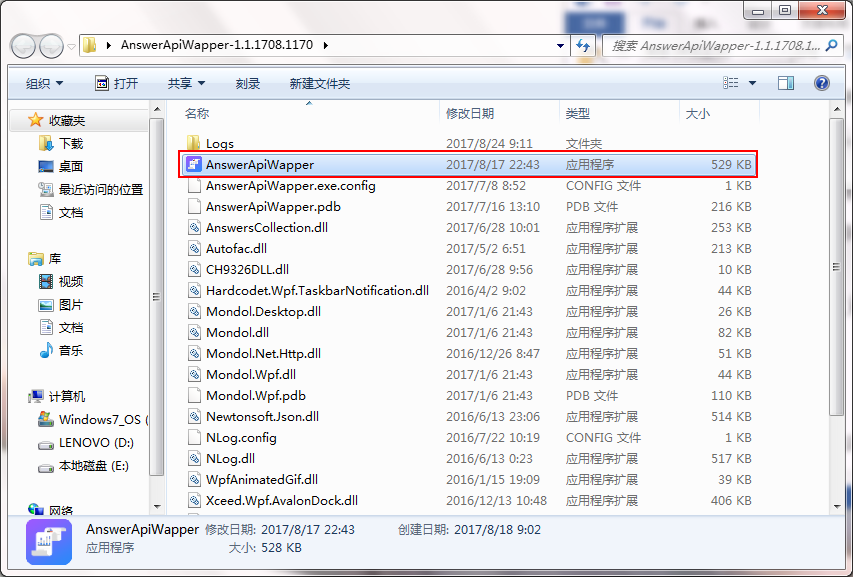 AnswerApiWapper-1.1.1708.1170
搜索 AnswerApiWapper-1.1.1708.1...
组织 打开 共享 刻录 新建文件夹
收藏夹
下载
桌面
最近访问的位置
文档
库
视频
图片
文档
音乐
计算机
Windows7_OS (
LENOVO (D:)
本地磁盘 (E:)
网络
名称 修改日期 类型 大小
Logs 2017/8/24 9:11 文件夹
AnswerApiWapper 2017/8/17 22:43 应用程序 529 KB
AnswerApiWapper.exe.config 2017/7/8 8:52 CONFIG 文件 1 KB
AnswerApiWapper.pdb 2017/7/16 13:10 PDB 文件 216 KB
AnswersCollection.dll 2017/6/28 10:01 应用程序扩展 253 KB
Autofac.dll 2017/5/2 6:51 应用程序扩展 213 KB
CH9326DLL.dll 2017/6/28 9:56 应用程序扩展 10 KB
Hardcodet.Wpf.TaskbarNotification.dll 2016/4/2 9:02 应用程序扩展 44 KB
Mondol.Desktop.dll 2017/1/6 21:43 应用程序扩展 26 KB
Mondol.dll 2017/1/6 21:43 应用程序扩展 82 KB
Mondol.Net.Http.dll 2016/12/26 8:47 应用程序扩展 51 KB
Mondol.Wpf.dll 2017/1/6 21:43 应用程序扩展 44 KB
Mondol.Wpf.pdb 2017/1/6 21:43 PDB 文件 110 KB
Newtonsoft.Json.dll 2016/6/13 23:06 应用程序扩展 514 KB
NLog.config 2016/7/22 10:19 CONFIG 文件 1 KB
NLog.dll 2016/6/13 0:23 应用程序扩展 517 KB
WpfAnimatedGif.dll 2016/1/15 19:09 应用程序扩展 39 KB
Xceed.Wpf.AvalonDock.dll 2016/12/13 10:48 应用程序扩展 406 KB
AnswerApiWapper 修改日期: 2017/8/17 22:43 创建日期: 2017/8/18 9:02
应用程序 大小: 528 KB